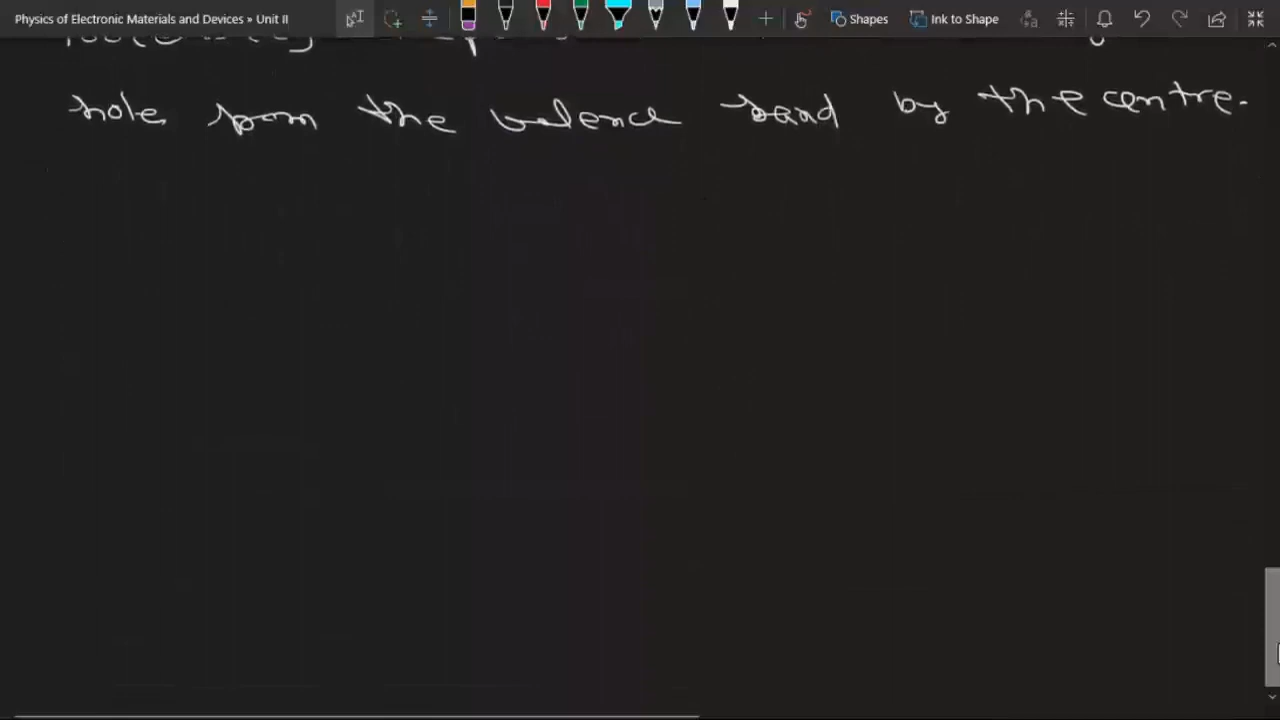 Physics of Electronic Materials and Devices » Unit II
Shapes
Ink to Shape
hole from the valence band by the centre.